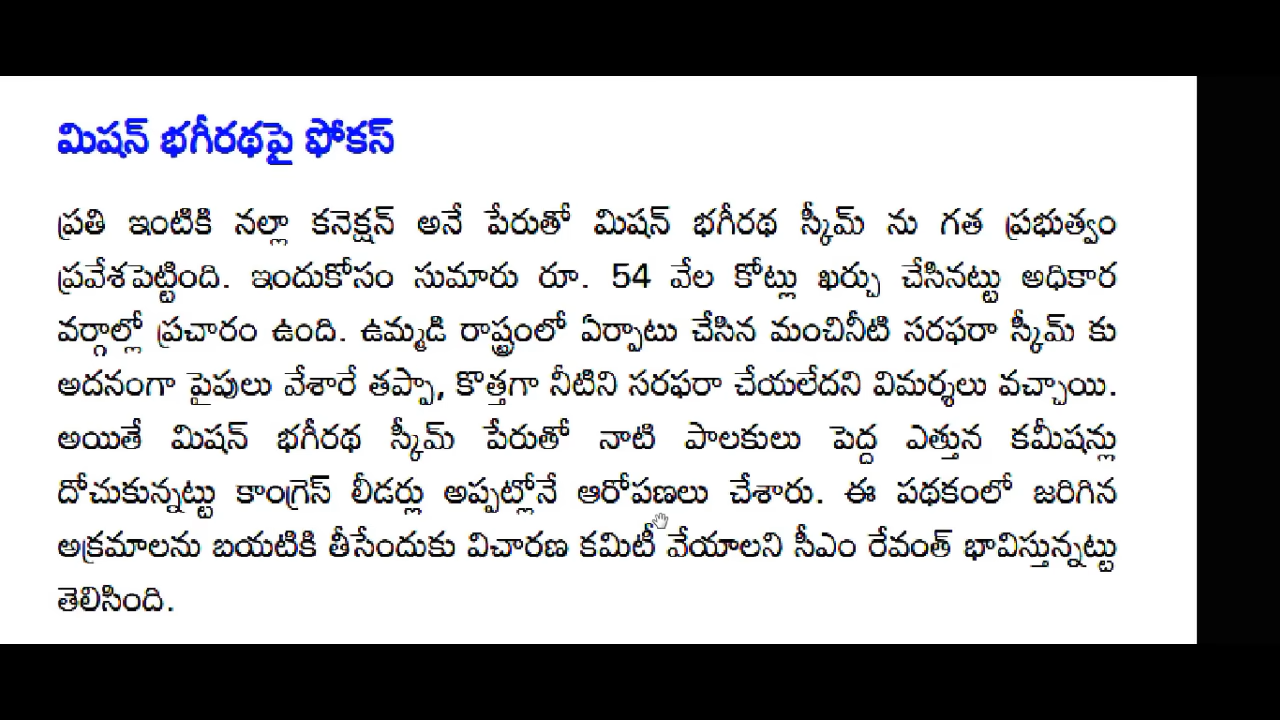 మిషన్ భగీరథపై ఫోకస్
ప్రతి ఇంటికి నల్లా కనెక్షన్ అనే పేరుతో మిషన్ భగీరథ స్కీమ్ ను గత ప్రభుత్వం
ప్రవేశపెట్టింది. ఇందుకోసం సుమారు రూ. 54 వేల కోట్లు ఖర్చు చేసినట్టు అధికార
వర్గాల్లో ప్రచారం ఉంది. ఉమ్మడి రాష్ట్రంలో ఏర్పాటు చేసిన మంచినీటి సరఫరా స్కీమ్ కు
అదనంగా పైపులు వేశారే తప్పా, కొత్తగా నీటిని సరఫరా చేయలేదని విమర్శలు వచ్చాయి.
అయితే మిషన్ భగీరథ స్కీమ్ పేరుతో నాటి పాలకులు పెద్ద ఎత్తున కమీషన్లు
దోచుకున్నట్టు కాంగ్రెస్ లీడర్లు అప్పట్లోనే ఆరోపణలు చేశారు. ఈ పథకంలో జరిగిన
అక్రమాలను బయటికి తీసేందుకు విచారణ కమిటీ వేయాలని సీఎం రేవంత్ భావిస్తున్నట్టు
తెలిసింది.